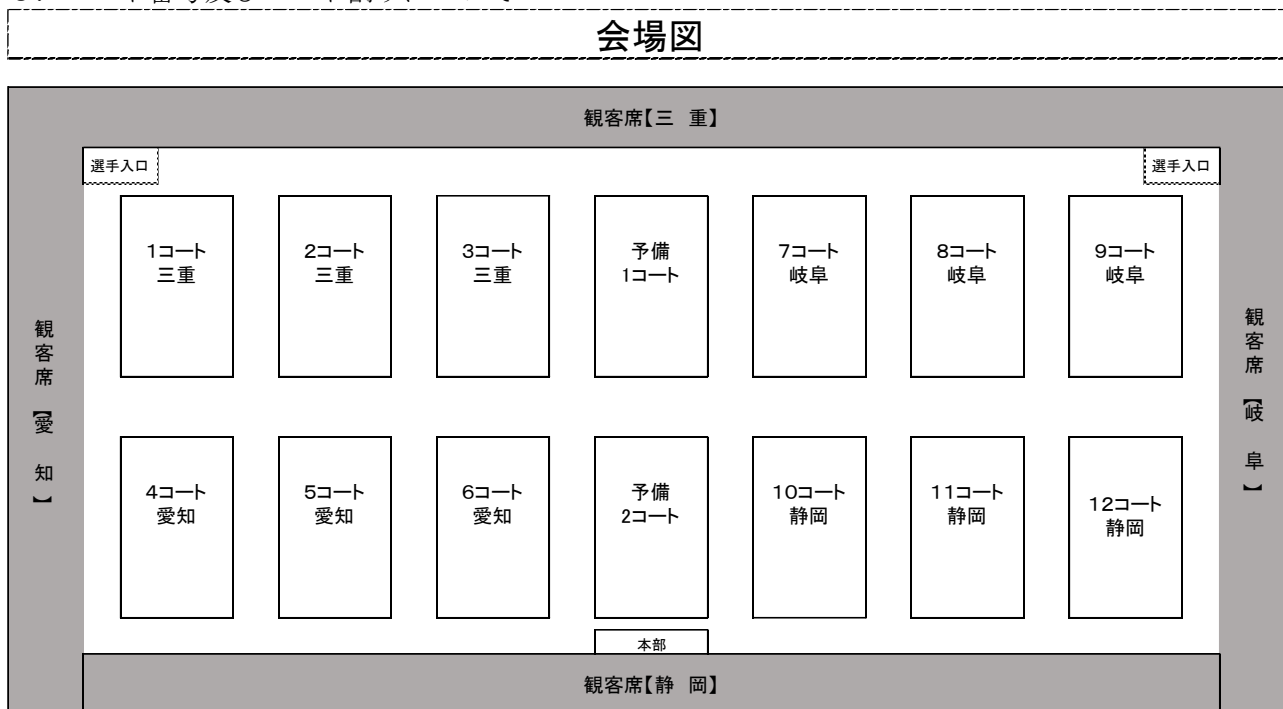 会場図
観客席【三 重】
選手入口
選手入口
1コート
三重
2コート
三重
3コート
三重
予備
1コート
7コート
岐阜
8コート
岐阜
9コート
岐阜
観客席【愛 知】
観客席【岐 阜】
4コート
愛知
5コート
愛知
6コート
愛知
予備
2コート
10コート
静岡
11コート
静岡
12コート
静岡
本部
観客席【静 岡】